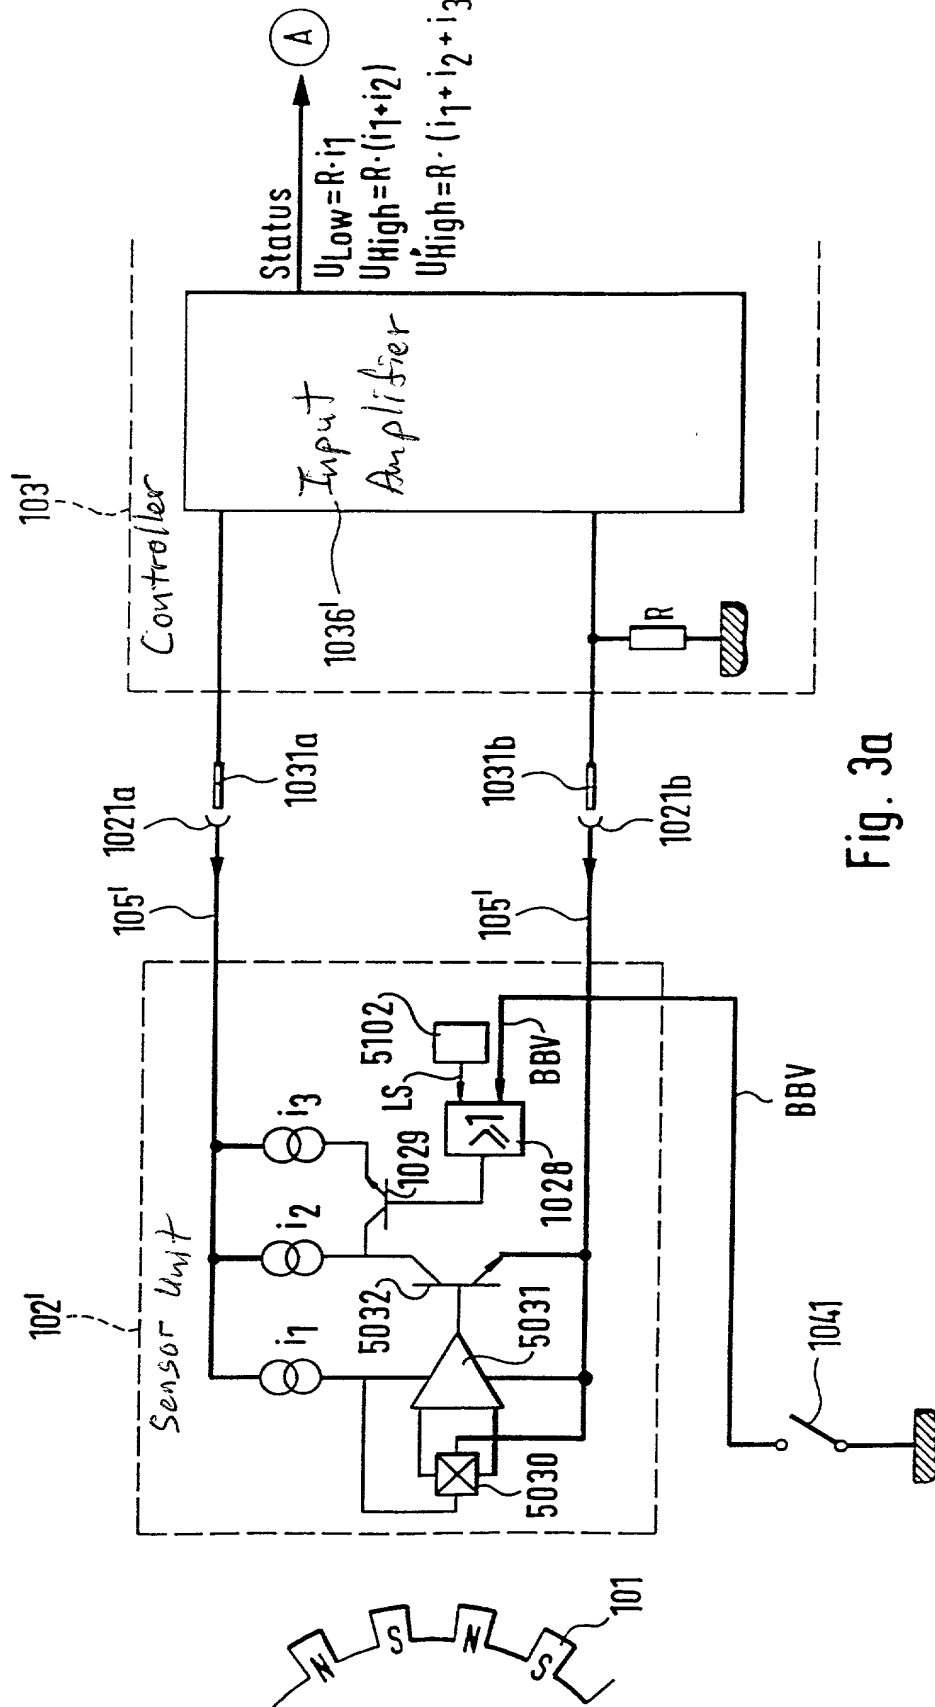 103'
Controller
Input
Amplifier
1036'
Status
A
U_Low = R·i1
U_High = R·(i1+i2)
U'_High = R·(i1+i2+i3
R
1031a
1021a
1031b
1021b
105'
105'
102'
Sensor Unit
i1
i2
i3
5032
1029
5031
5030
LS
5102
≥1
1028
BBV
BBV
1041
N
S
N
S
101
Fig. 3a